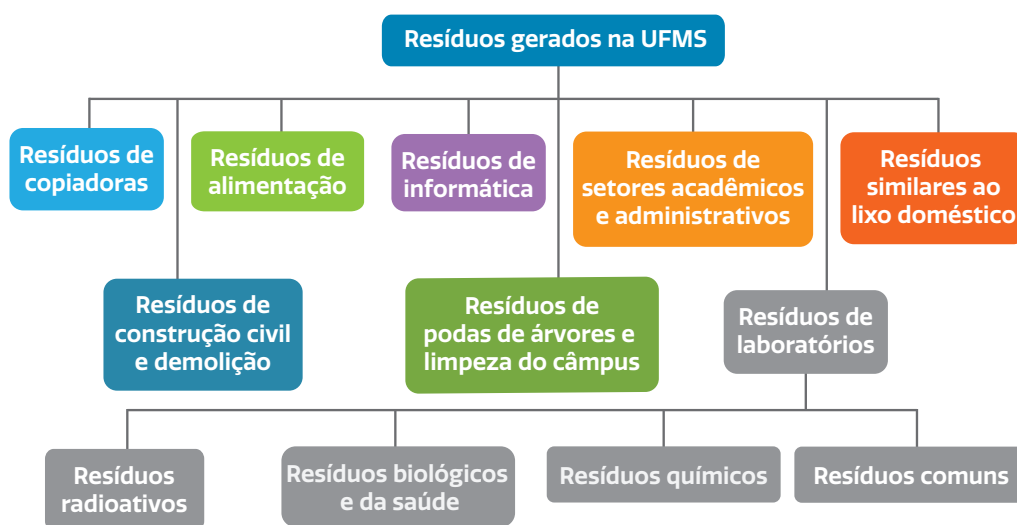 Resíduos gerados na UFMS
Resíduos de
copiadoras
Resíduos de
alimentação
Resíduos de
informática
Resíduos de
setores acadêmicos
e administrativos
Resíduos
similares ao
lixo doméstico
Resíduos de
construção civil
e demolição
Resíduos de
podas de árvores e
limpeza do câmpus
Resíduos de
laboratórios
Resíduos
radioativos
Resíduos biológicos
e da saúde
Resíduos químicos
Resíduos comuns